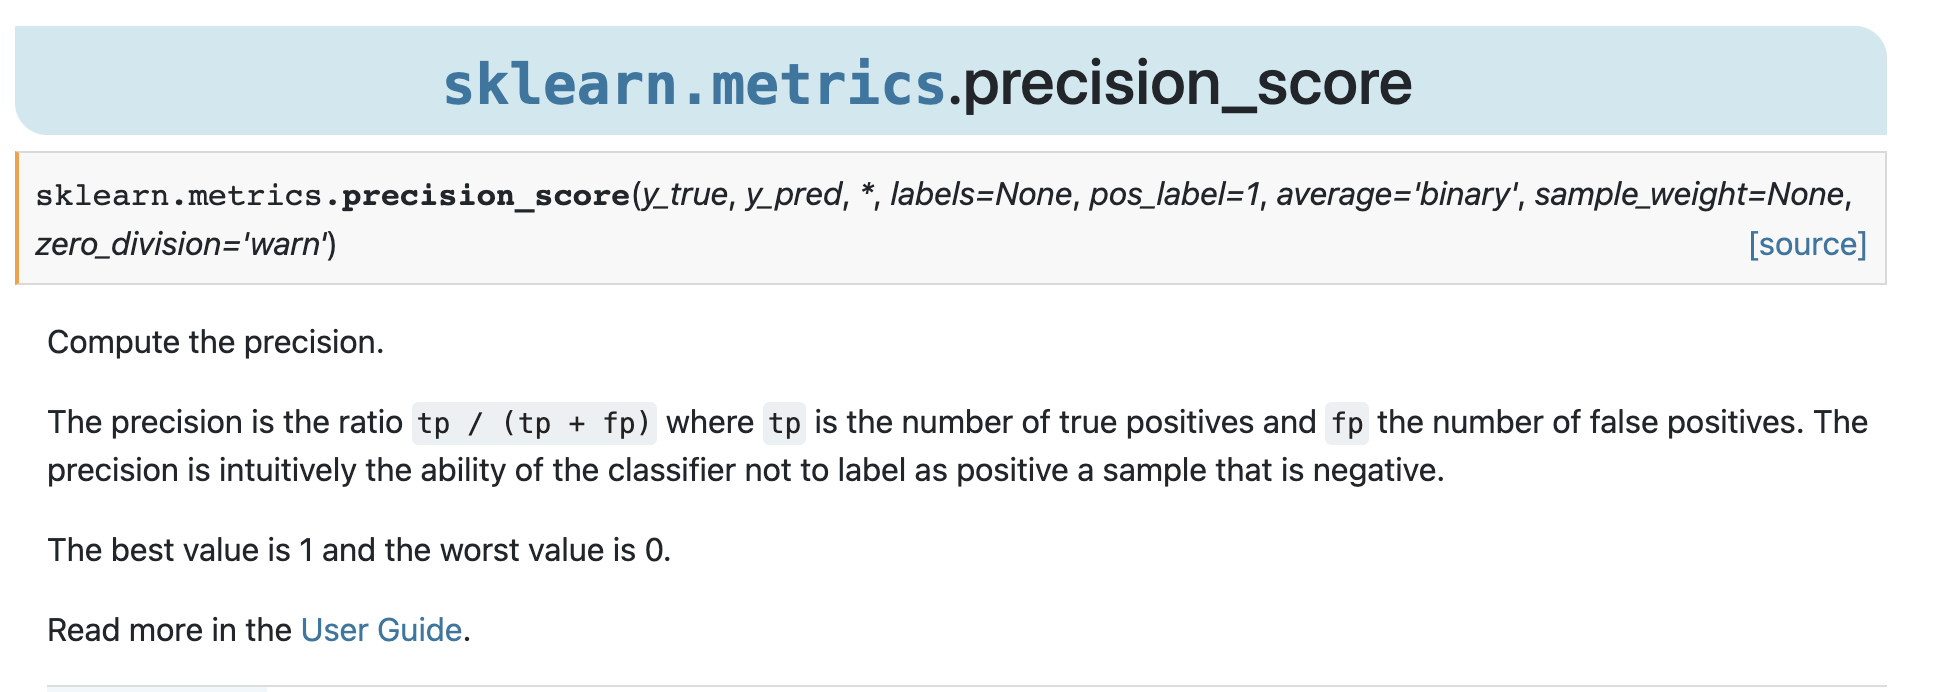 sklearn.metrics.precision_score
sklearn.metrics.precision_score(y_true, y_pred, *, labels=None, pos_label=1, average='binary', sample_weight=None,
zero_division='warn') [source]
Compute the precision.
The precision is the ratio tp / (tp + fp) where tp is the number of true positives and fp the number of false positives. The
precision is intuitively the ability of the classifier not to label as positive a sample that is negative.
The best value is 1 and the worst value is 0.
Read more in the User Guide.